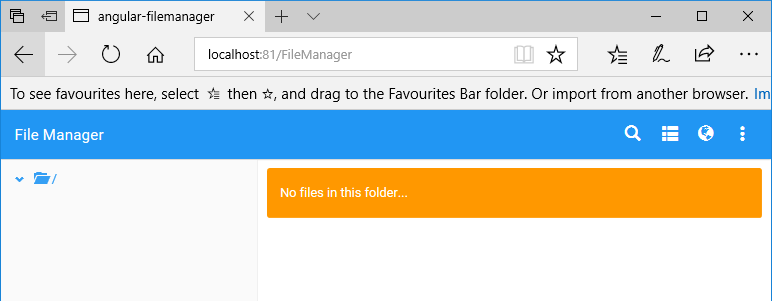 angular-filemanager
localhost:81/FileManager
To see favourites here, select then , and drag to the Favourites Bar folder. Or import from another browser. Im
File Manager
/
No files in this folder...